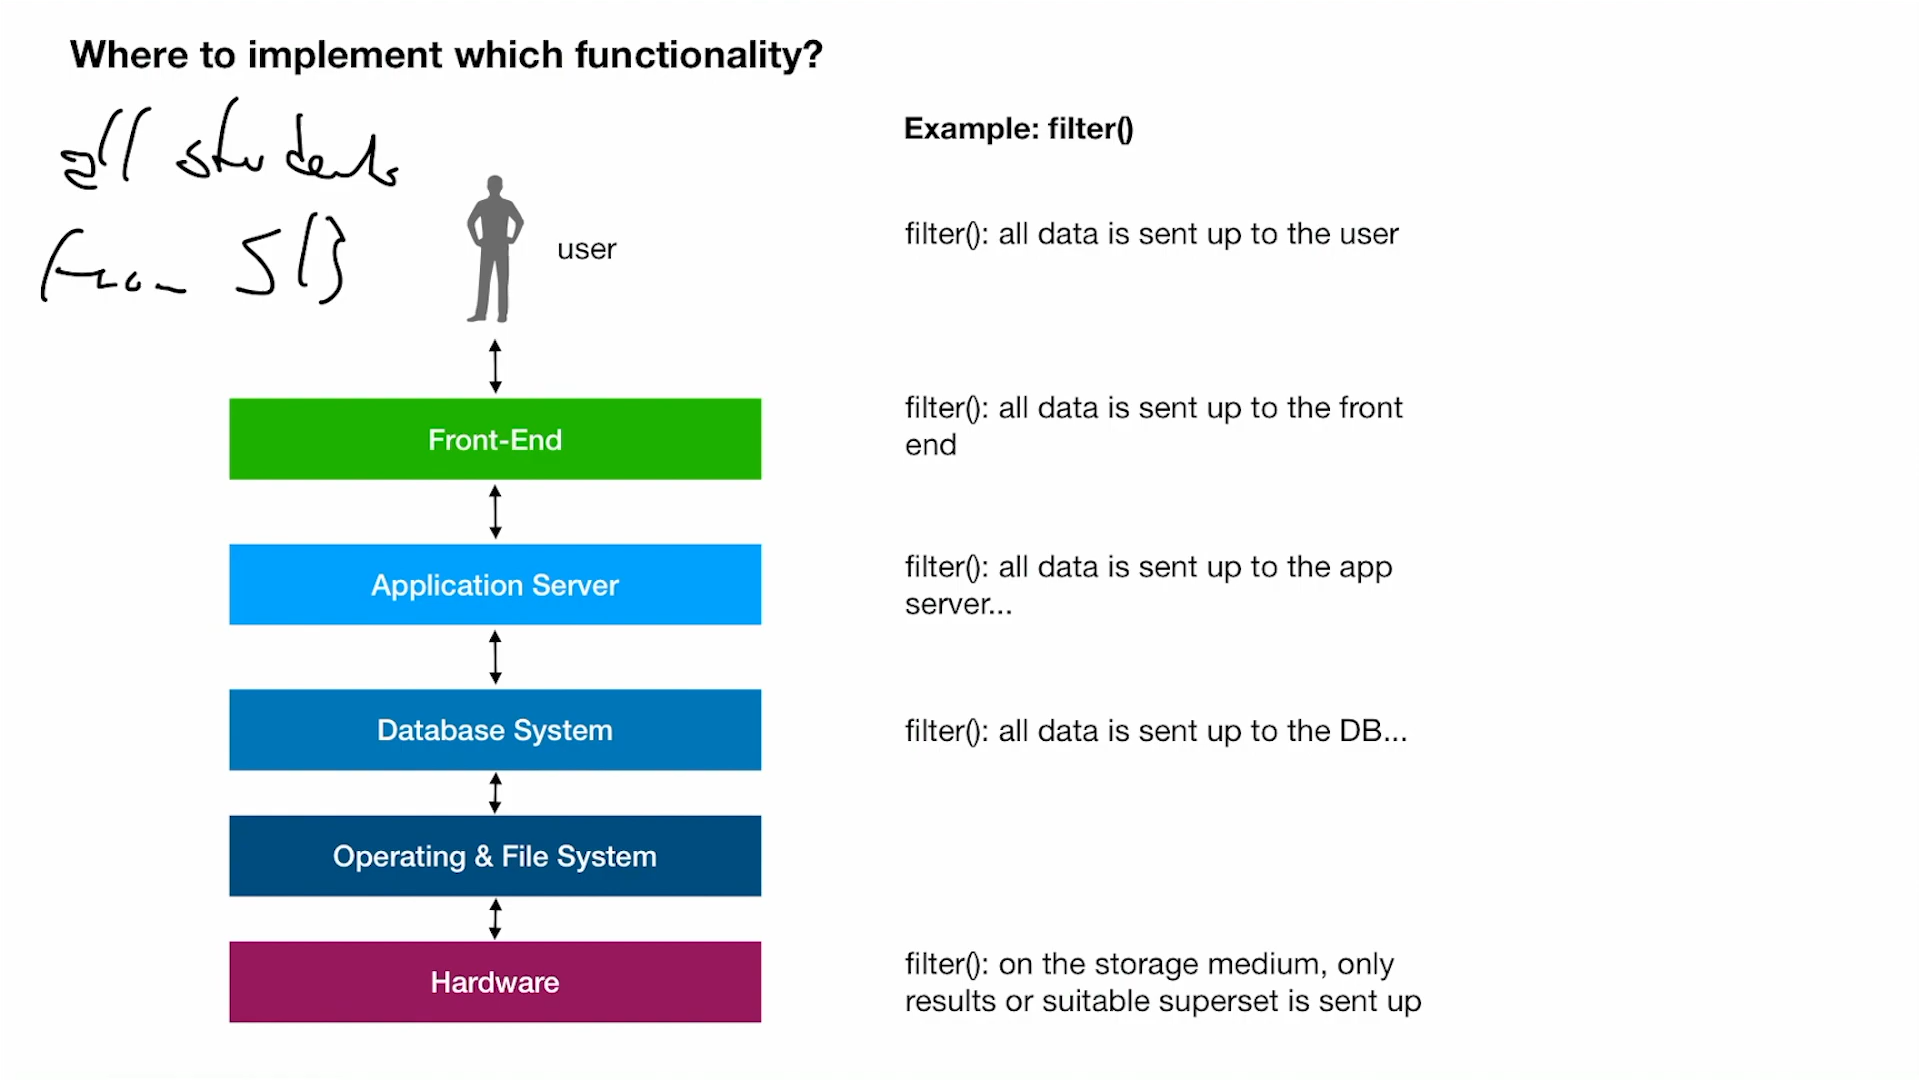 Where to implement which functionality?
all students
from
Example: filter()
user
filter(): all data is sent up to the user
Front-End
filter(): all data is sent up to the front
end
Application Server
filter(): all data is sent up to the app
server...
Database System
filter(): all data is sent up to the DB...
Operating & File System
Hardware
filter(): on the storage medium, only
results or suitable superset is sent up